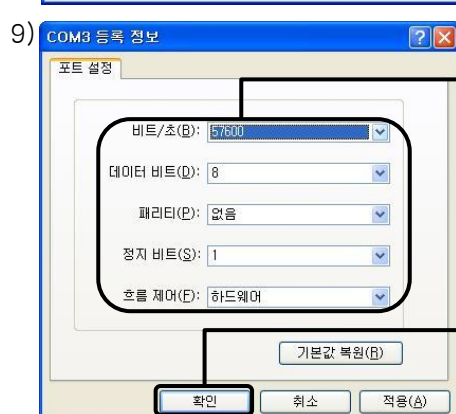 9)
COM3 등록 정보
포트 설정
비트/초(B): 57600
데이터 비트(D): 8
패리티(P): 없음
정지 비트(S): 1
흐름 제어(F): 하드웨어
기본값 복원(R)
확인 취소 적용(A)